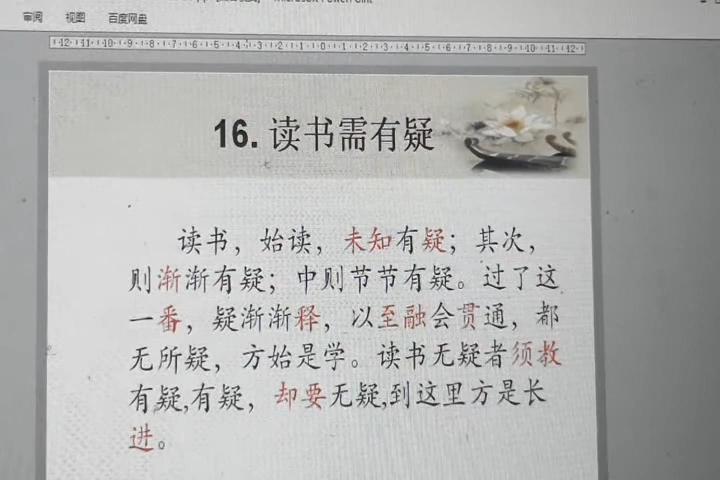 审阅 视图 百度网盘
16. 读书需有疑
读书，始读，未知有疑；其次，
则渐渐有疑；中则节节有疑。过了这
一番，疑渐渐释，以至融会贯通，都
无所疑，方始是学。读书无疑者须教
有疑,有疑，却要无疑,到这里方是长
进。